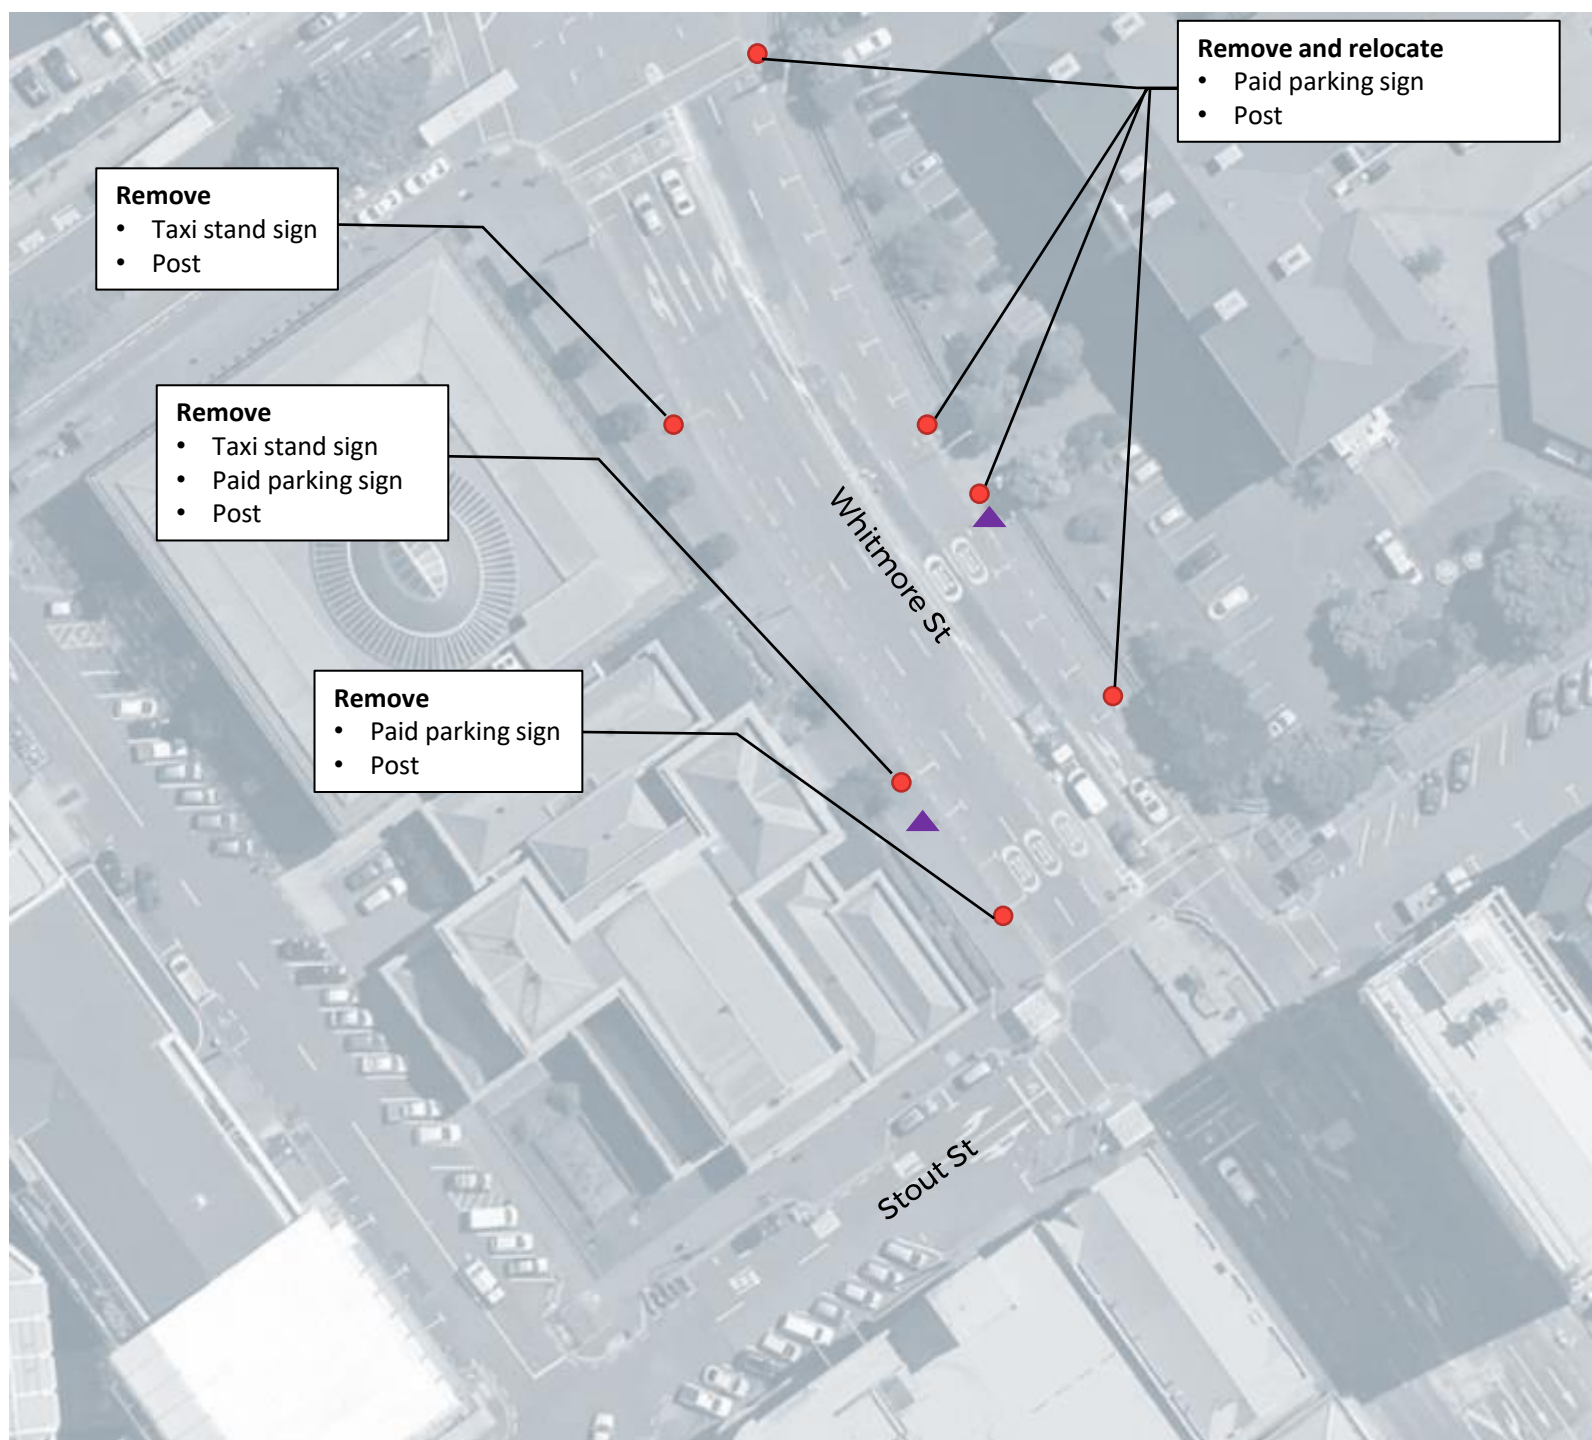 Remove and relocate
• Paid parking sign
• Post
Remove
• Taxi stand sign
• Post
Remove
• Taxi stand sign
• Paid parking sign
• Post
Whitmore St
Remove
• Paid parking sign
• Post
Stout St